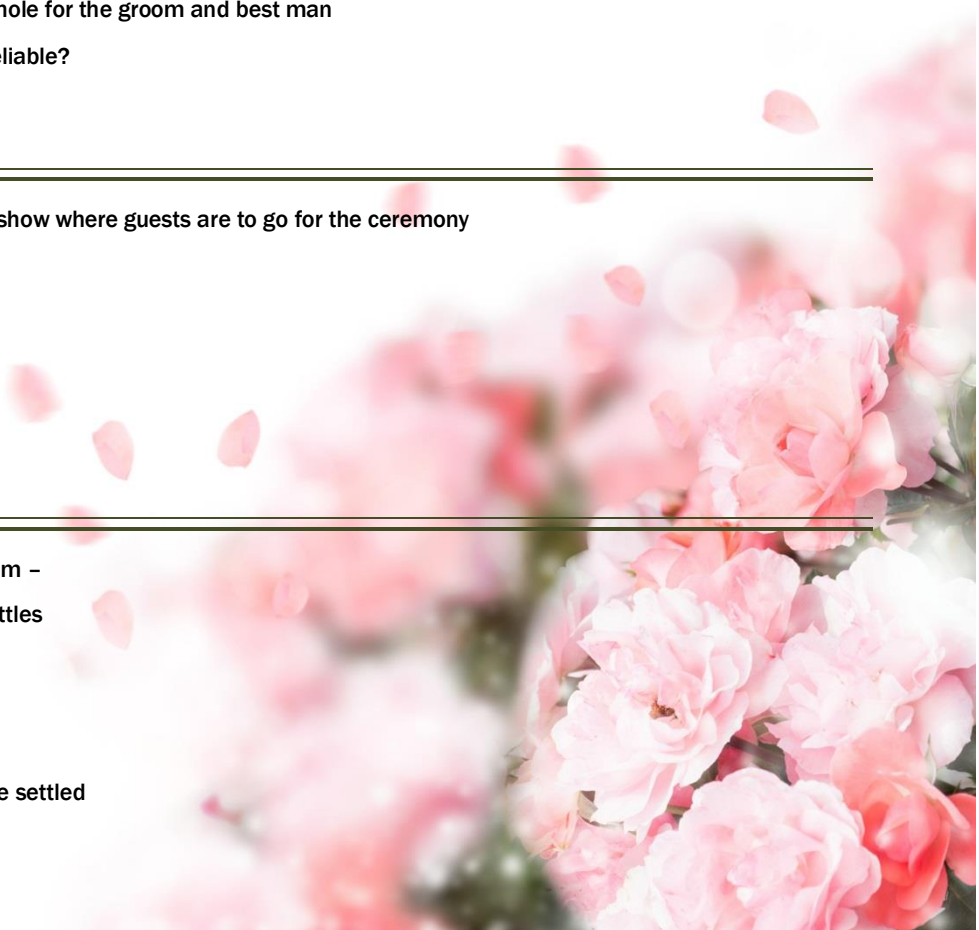 hole for the groom and best man
eliable?
show where guests are to go for the ceremony
m –
ttles
e settled